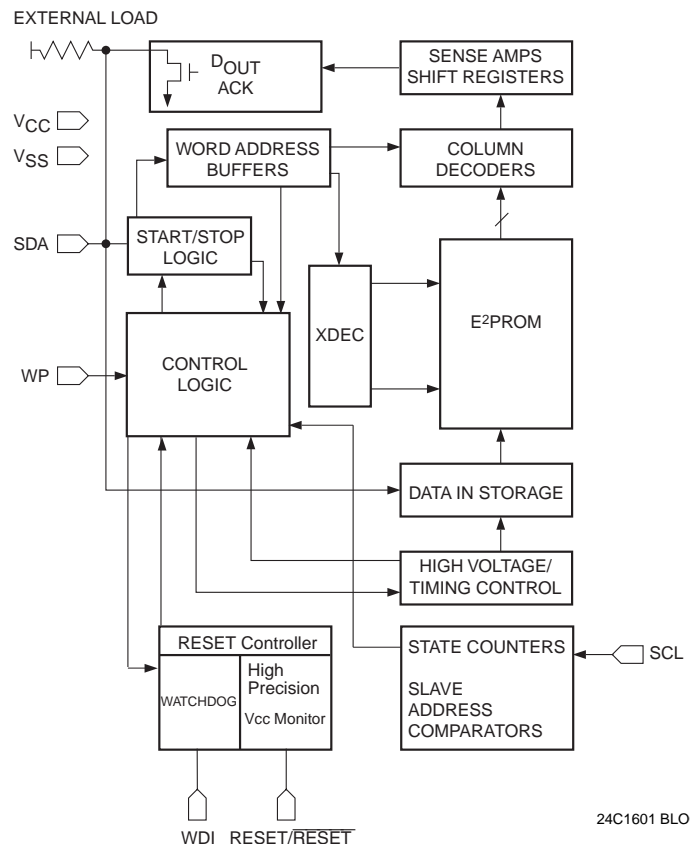 EXTERNAL LOAD
DOUT
ACK
SENSE AMPS
SHIFT REGISTERS
VCC
VSS
WORD ADDRESS
BUFFERS
COLUMN
DECODERS
SDA
START/STOP
LOGIC
XDEC
E2PROM
WP
CONTROL
LOGIC
DATA IN STORAGE
HIGH VOLTAGE/
TIMING CONTROL
RESET Controller
WATCHDOG
High
Precision
Vcc Monitor
STATE COUNTERS
SLAVE
ADDRESS
COMPARATORS
SCL
WDI
RESET/RESET
24C1601 BLO